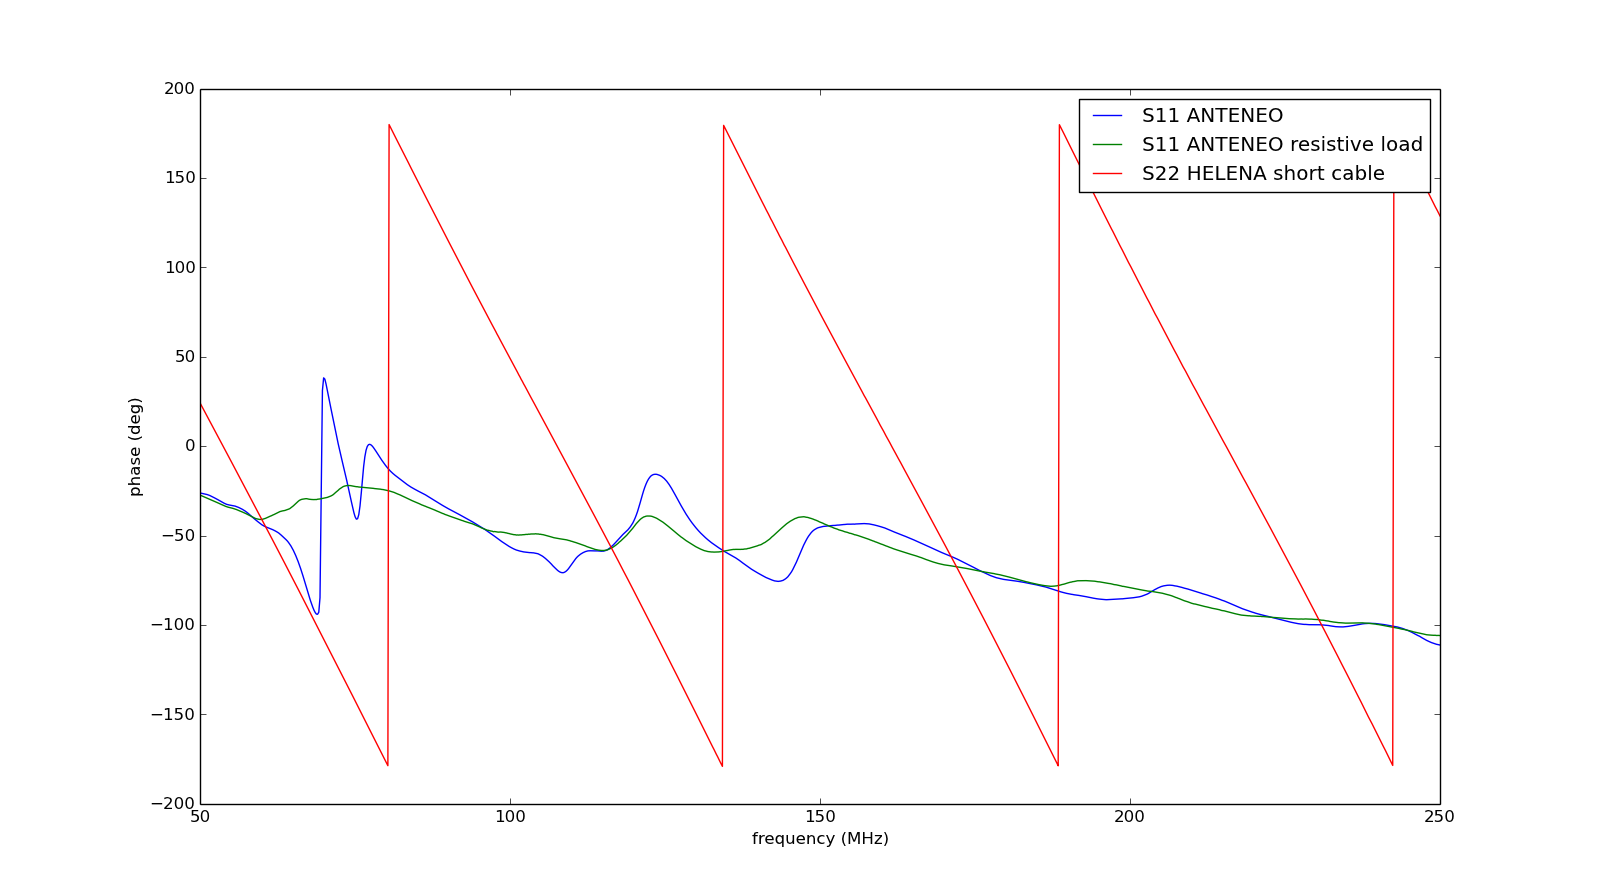 200
150
100
50
0
−50
−100
−150
−200
phase (deg)
50
100
150
200
250
frequency (MHz)
S11 ANTENEO
S11 ANTENEO resistive load
S22 HELENA short cable